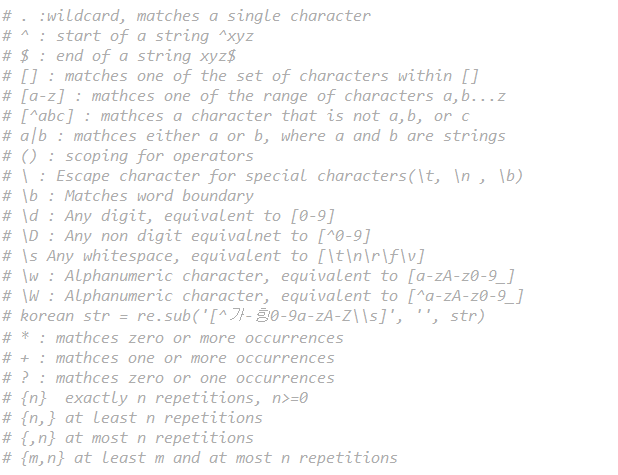 # . :wildcard, matches a single character
# ^ : start of a string ^xyz
# $ : end of a string xyz$
# [] : matches one of the set of characters within []
# [a-z] : mathces one of the range of characters a,b...z
# [^abc] : mathces a character that is not a,b, or c
# a|b : mathces either a or b, where a and b are strings
# () : scoping for operators
# \ : Escape character for special characters(\t, \n , \b)
# \b : Matches word boundary
# \d : Any digit, equivalent to [0-9]
# \D : Any non digit equivalnet to [^0-9]
# \s Any whitespace, equivalent to [\t\n\r\f\v]
# \w : Alphanumeric character, equivalent to [a-zA-z0-9_]
# \W : Alphanumeric character, equivalent to [^a-zA-z0-9_]
# korean str = re.sub('[^가-힣0-9a-zA-Z\\s]', '', str)
# * : mathces zero or more occurrences
# + : mathces one or more occurrences
# ? : mathces zero or one occurrences
# {n}  exactly n repetitions, n>=0
# {n,} at least n repetitions
# {,n} at most n repetitions
# {m,n} at least m and at most n repetitions